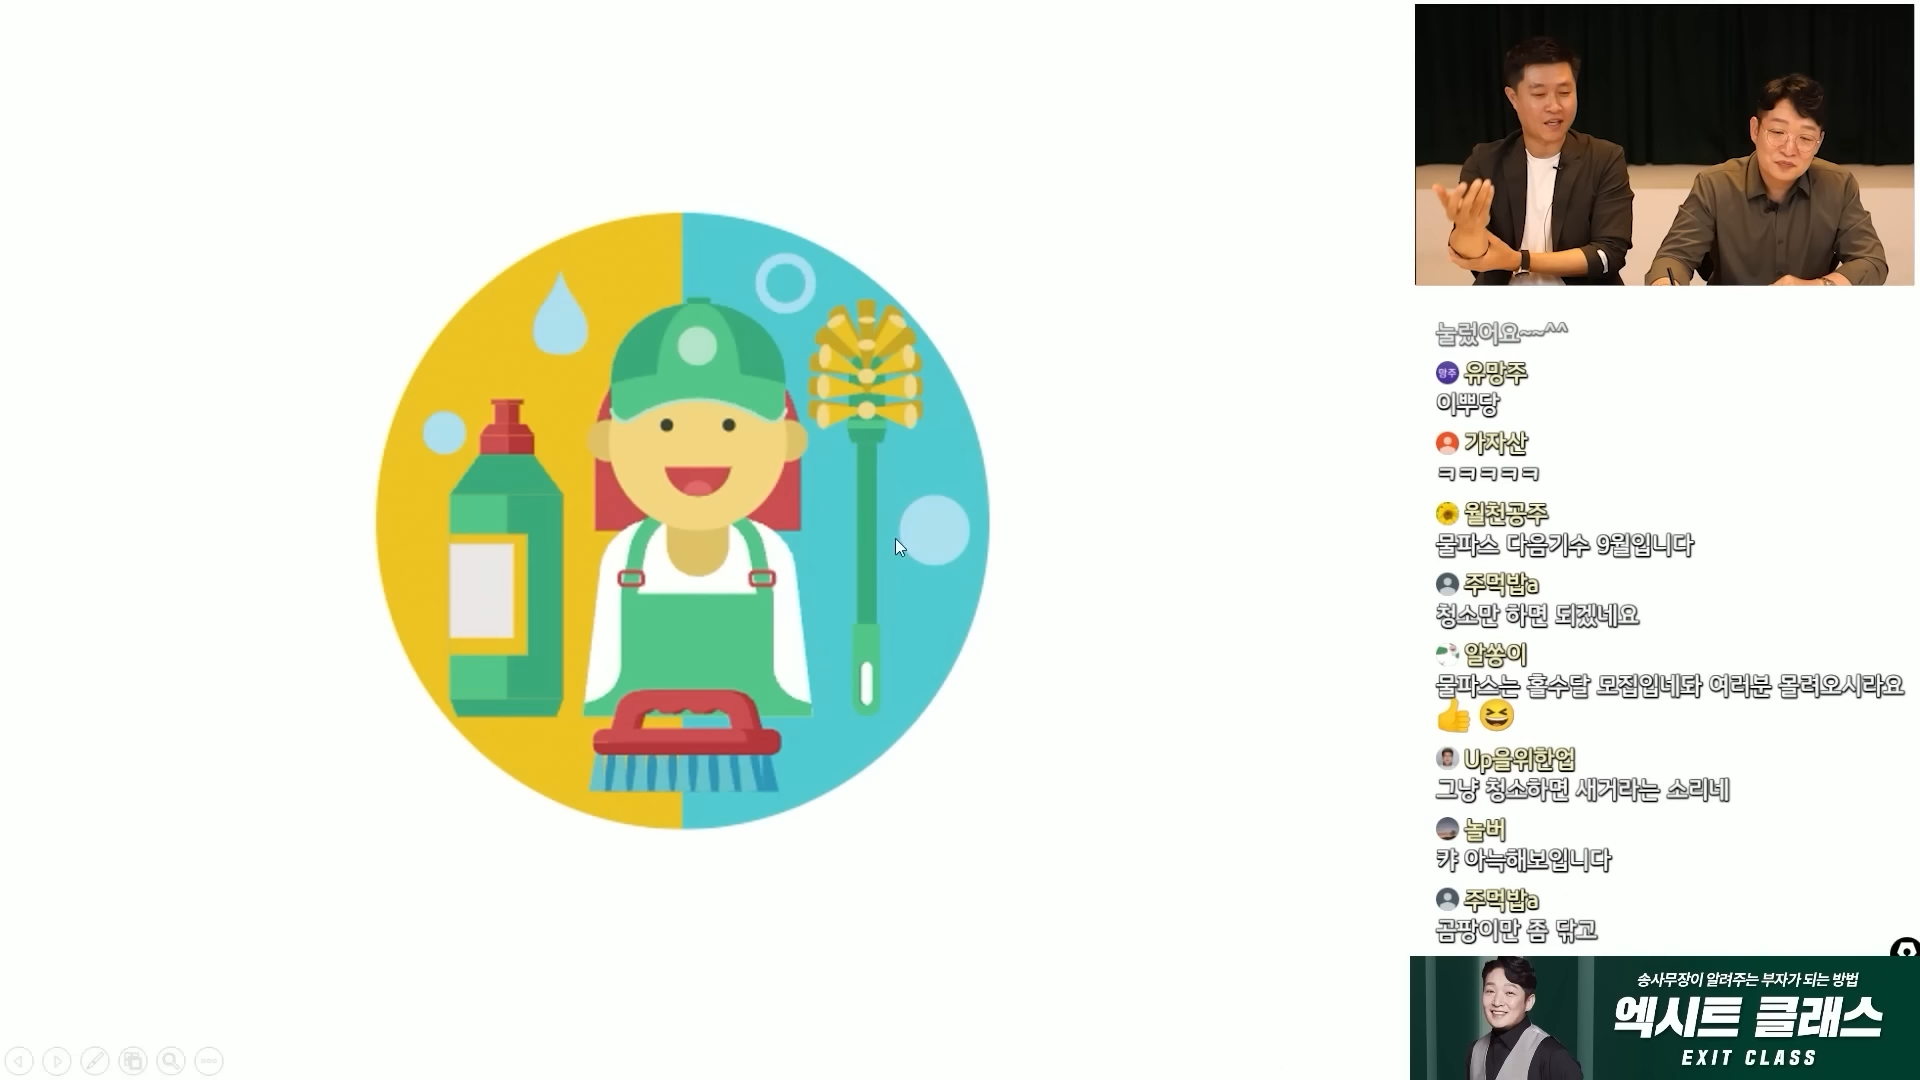 눌렀어요~~^^
망주 유망주
이뿌당
가자산
ㅋㅋㅋㅋㅋ
월천공주
물파스 다음기수 9월입니다
주먹밥a
청소만 하면 되겠네요
알쏭이
물파스는 홀수달 모집입네돠 여러분 몰려오시라요
Up을위한업
그냥 청소하면 새거라는 소리네
놀버
캬 아늑해보입니다
주먹밥a
곰팡이만 좀 닦고
송사무장이 알려주는 부자가 되는 방법
엑시트 클래스
EXIT CLASS